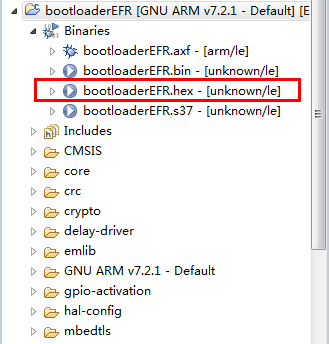 bootloaderEFR [GNU ARM v7.2.1 - Default] [E
Binaries
bootloaderEFR.axf - [arm/le]
bootloaderEFR.bin - [unknown/le]
bootloaderEFR.hex - [unknown/le]
bootloaderEFR.s37 - [unknown/le]
Includes
CMSIS
core
crc
crypto
delay-driver
emlib
GNU ARM v7.2.1 - Default
gpio-activation
hal-config
mbedtls